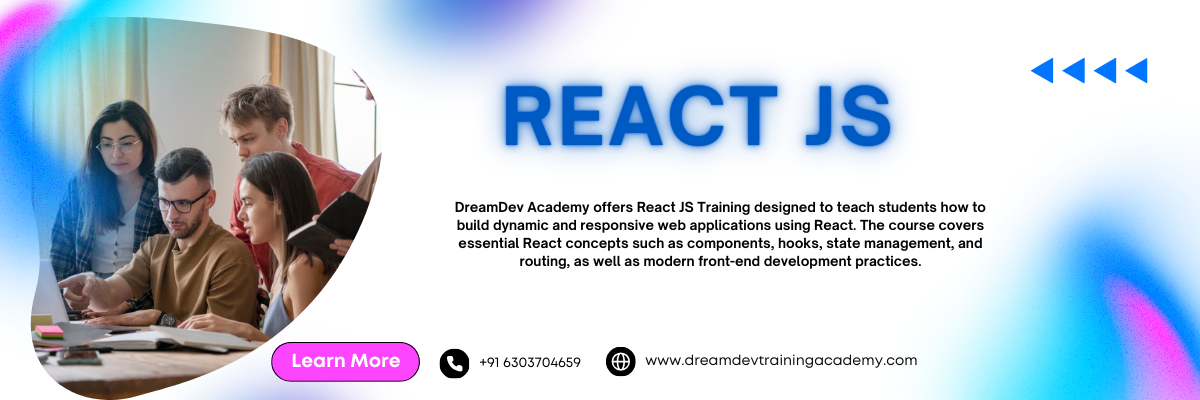 REACT JS
DreamDev Academy offers React JS Training designed to teach students how to
build dynamic and responsive web applications using React. The course covers
essential React concepts such as components, hooks, state management, and
routing, as well as modern front-end development practices.
Learn More
+91 6303704659
www.dreamdevtrainingacademy.com